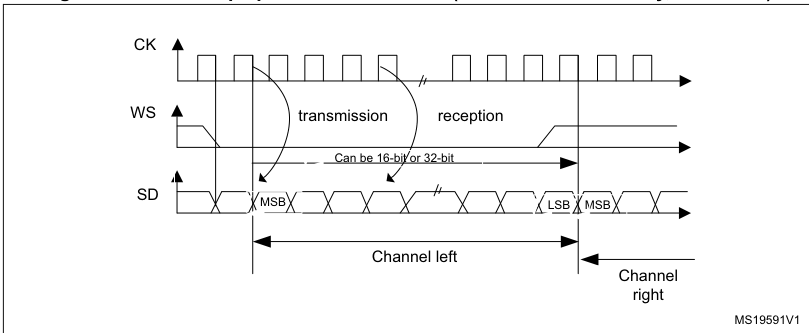 CK
transmission
reception
WS
Can be 16-bit or 32-bit
SD
MSB
LSB
MSB
Channel left
Channel
right
MS19591V1